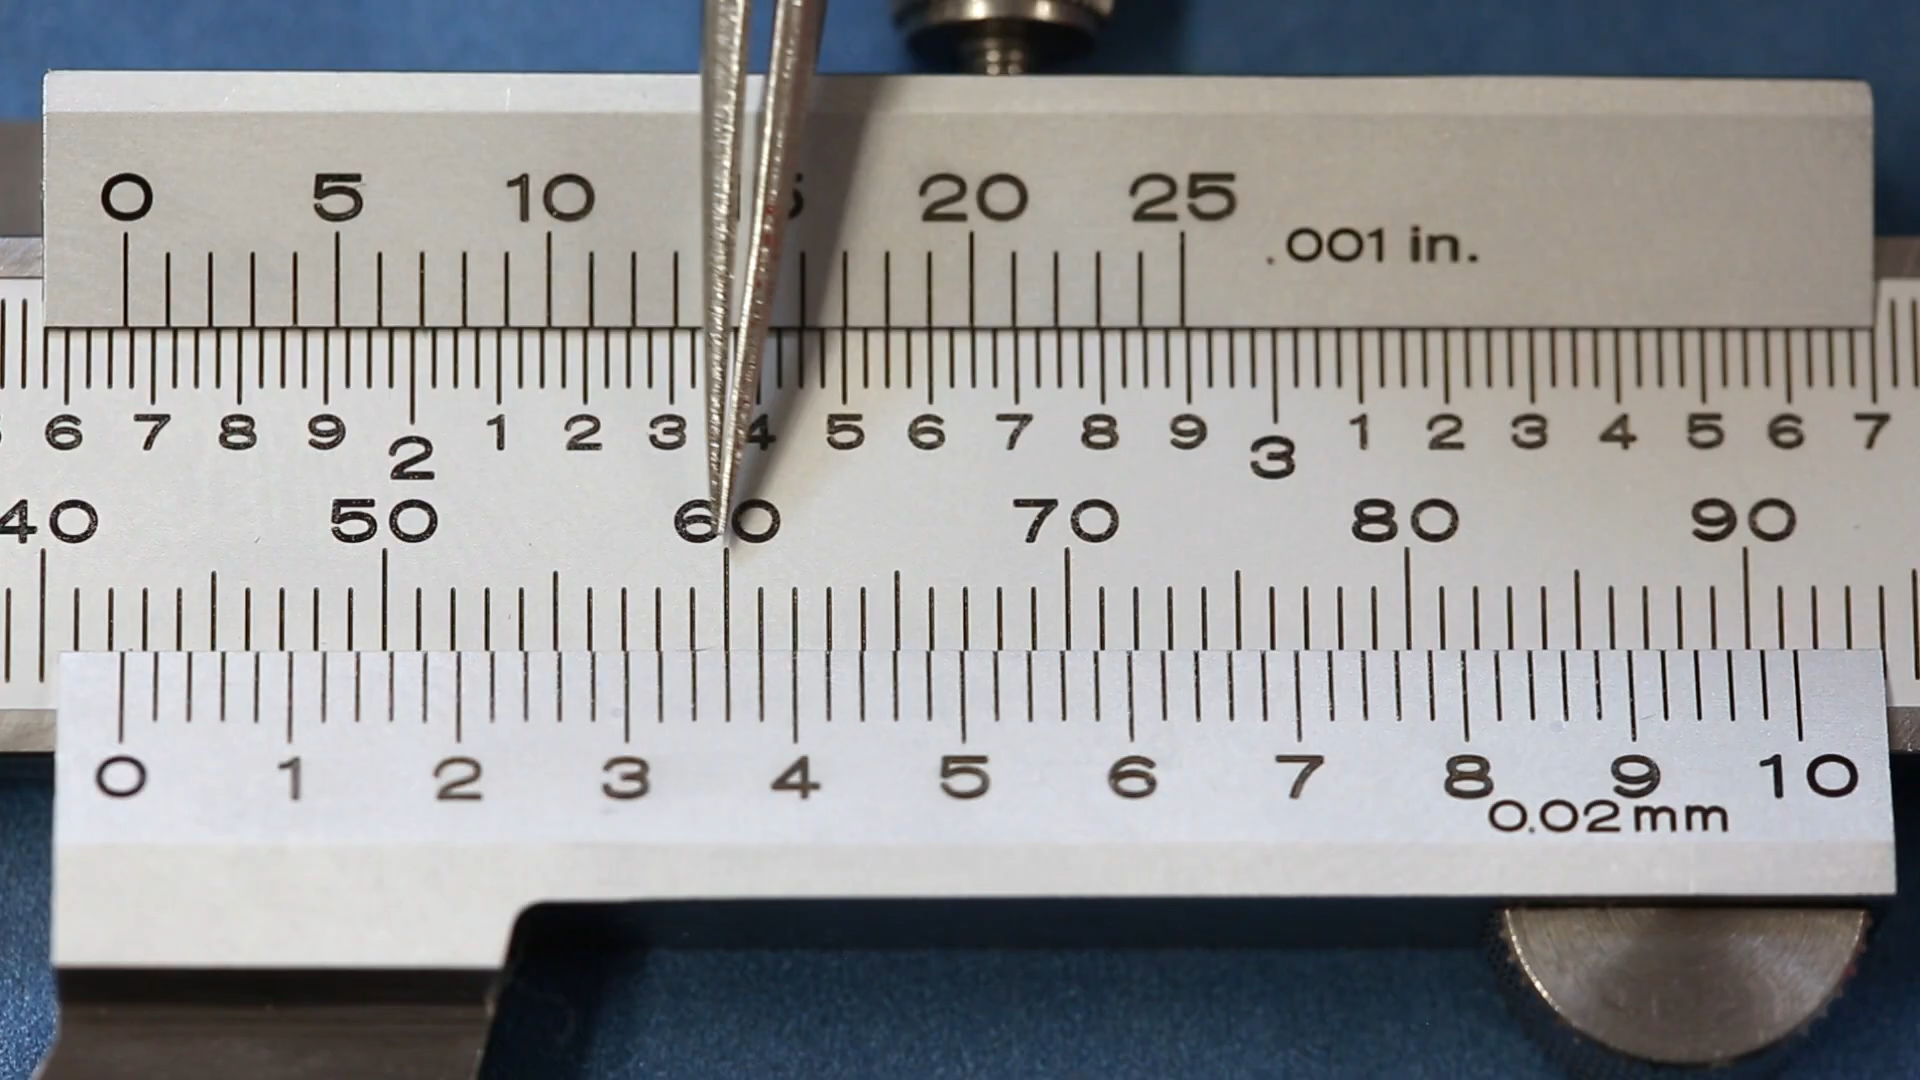 0 5 10 20 25
.001 in.
6 7 8 9 2 1 2 3 4 5 6 7 8 9 3 1 2 3 4 5 6 7
40 50 60 70 80 90
0 1 2 3 4 5 6 7 8 9 10
0.02mm